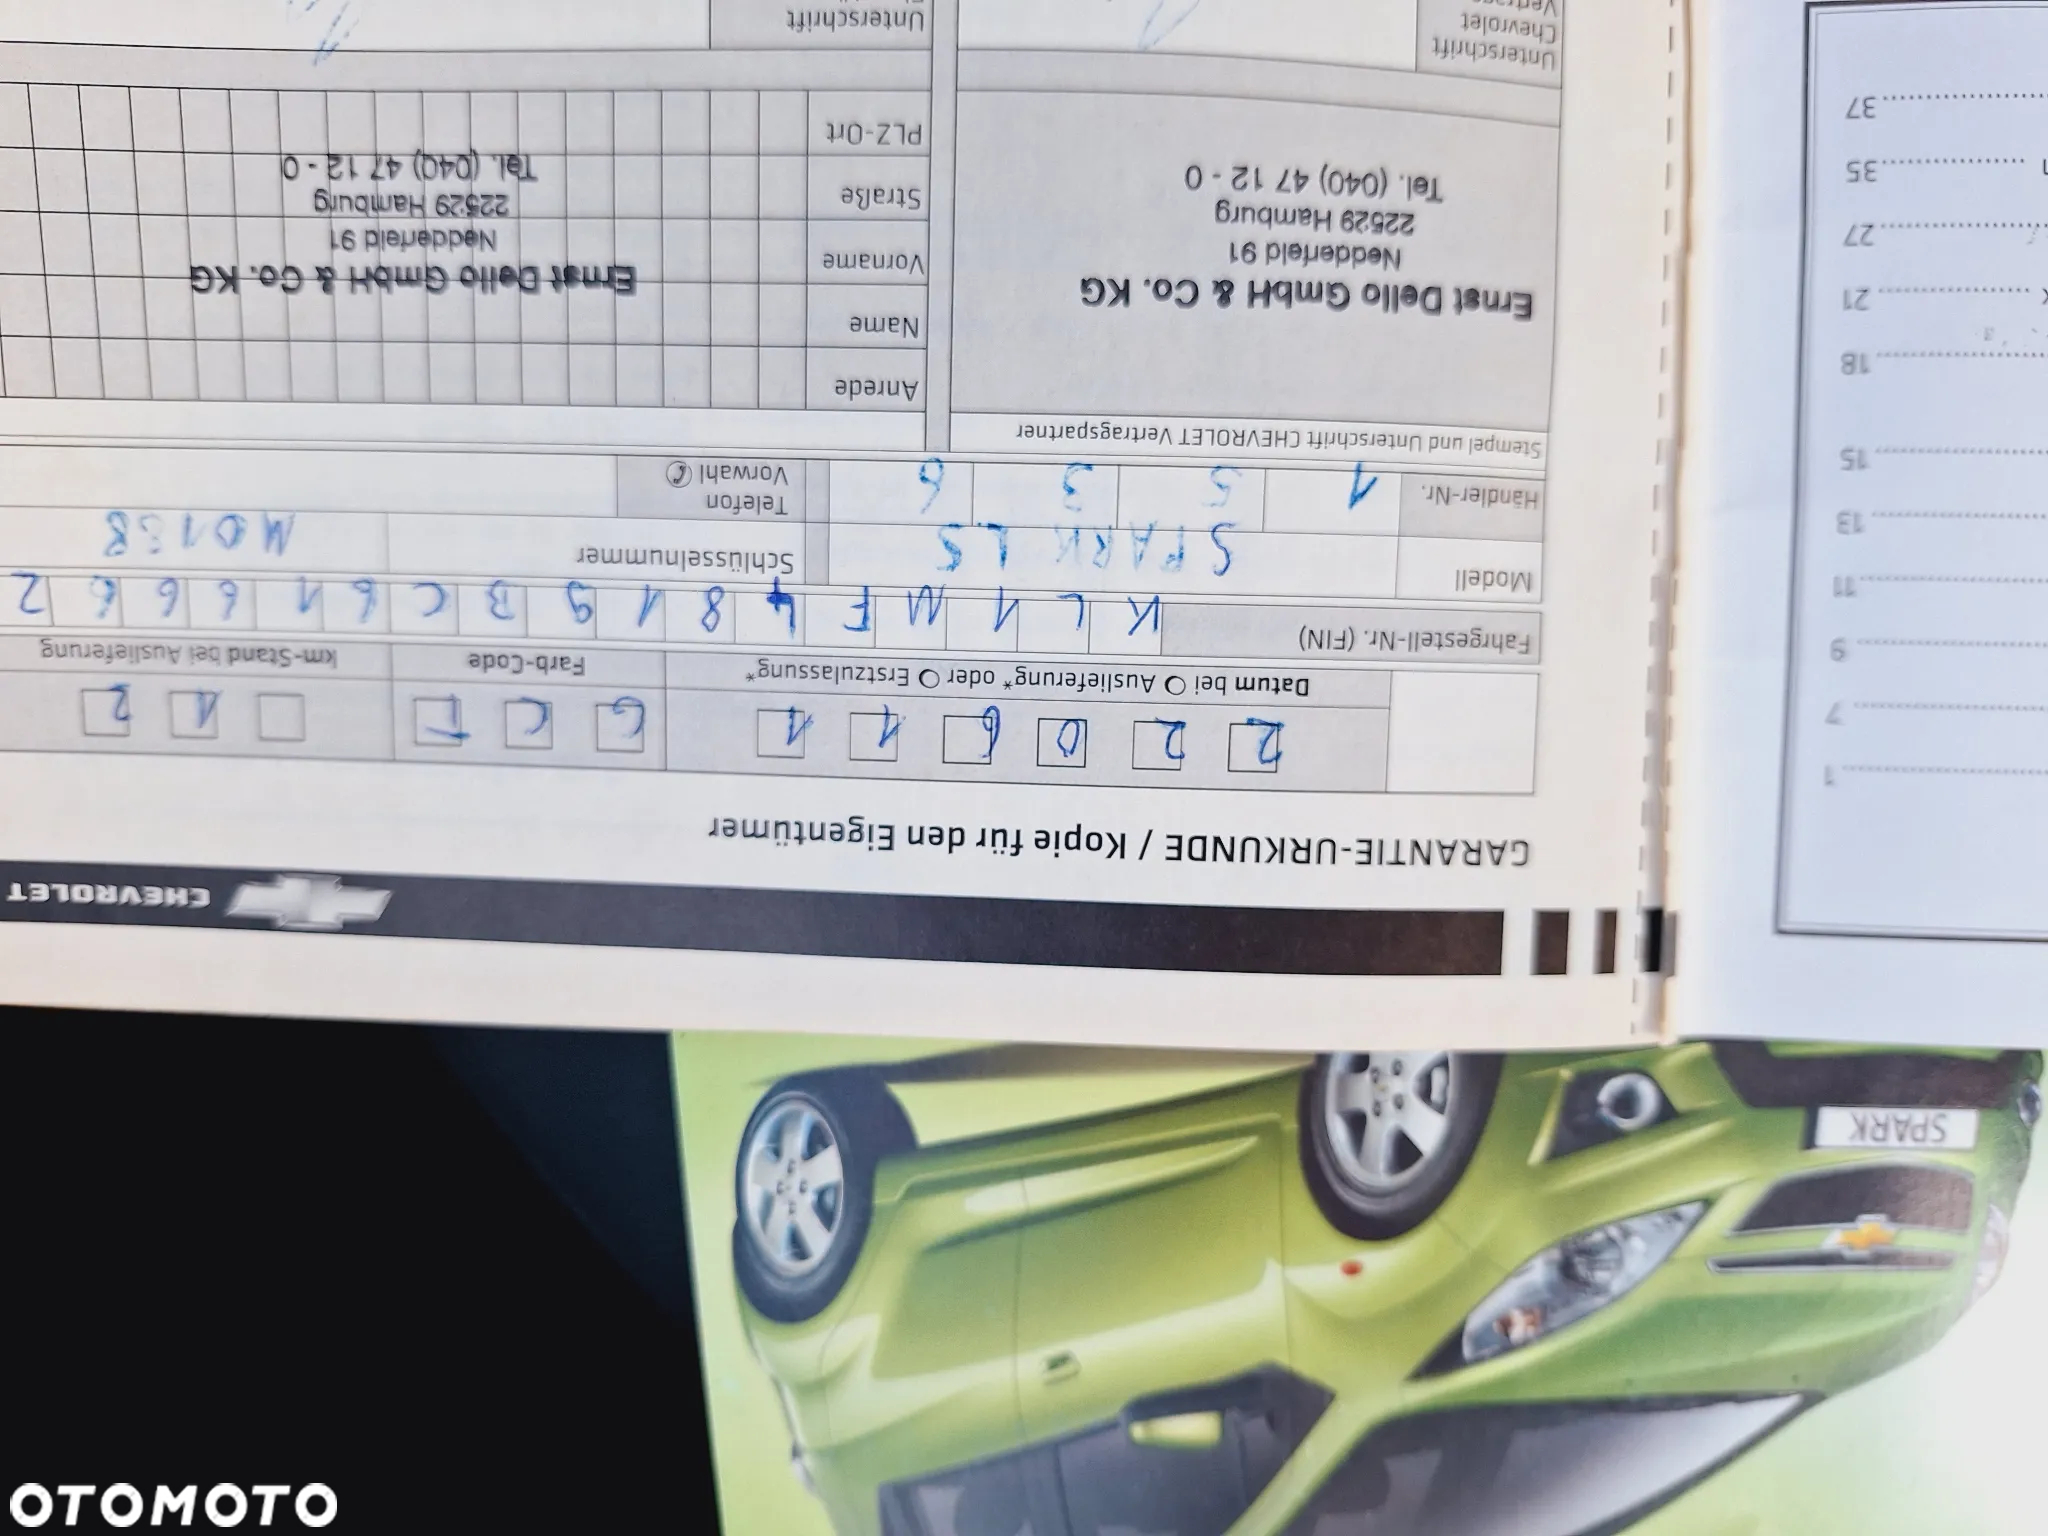 CHEVROLET
GARANTIE-URKUNDE / Kopie für den Eigentümer
2 2 0 6 1 1
G C T
1 2
Datum bei O Auslieferung* oder O Erstzulassung*
Farb-Code
km-Stand bei Auslieferung
Fahrgestell-Nr. (FIN) K L 1 M F 4 8 1 9 B C 6 1 6 6 6 2
Modell SPARK LS
Schlüsselnummer
Händler-Nr. 1 5 3 6
Telefon
Vorwahl
Stempel und Unterschrift CHEVROLET Vertragspartner
Ernst Dello GmbH & Co. KG
Nedderfeld 91
22529 Hamburg
Tel. (040) 47 12 - 0
Unterschrift
Chevrolet
Anrede
Name
Vorname
Straße
PLZ-Ort
Ernst Dello GmbH & Co. KG
Nedderfeld 91
22529 Hamburg
Tel. (040) 47 12 - 0
Unterschrift
7
9
11
13
15
18
21
27
35
37
SPARK
OTOMOTO